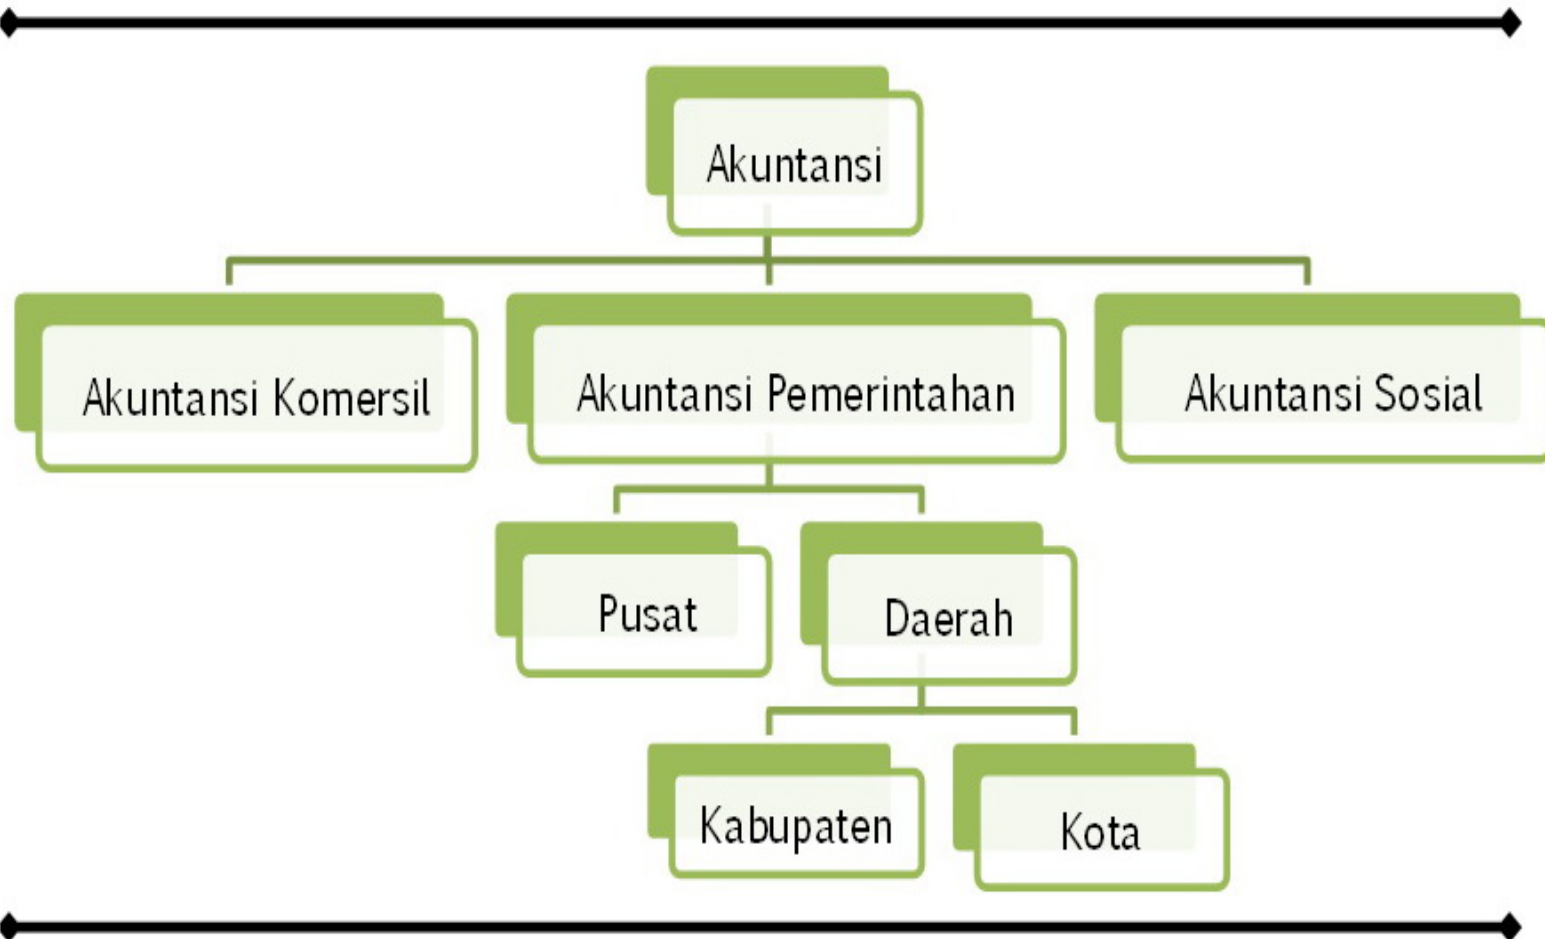 Akuntansi
Akuntansi Komersil
Akuntansi Pemerintahan
Akuntansi Sosial
Pusat
Daerah
Kabupaten
Kota